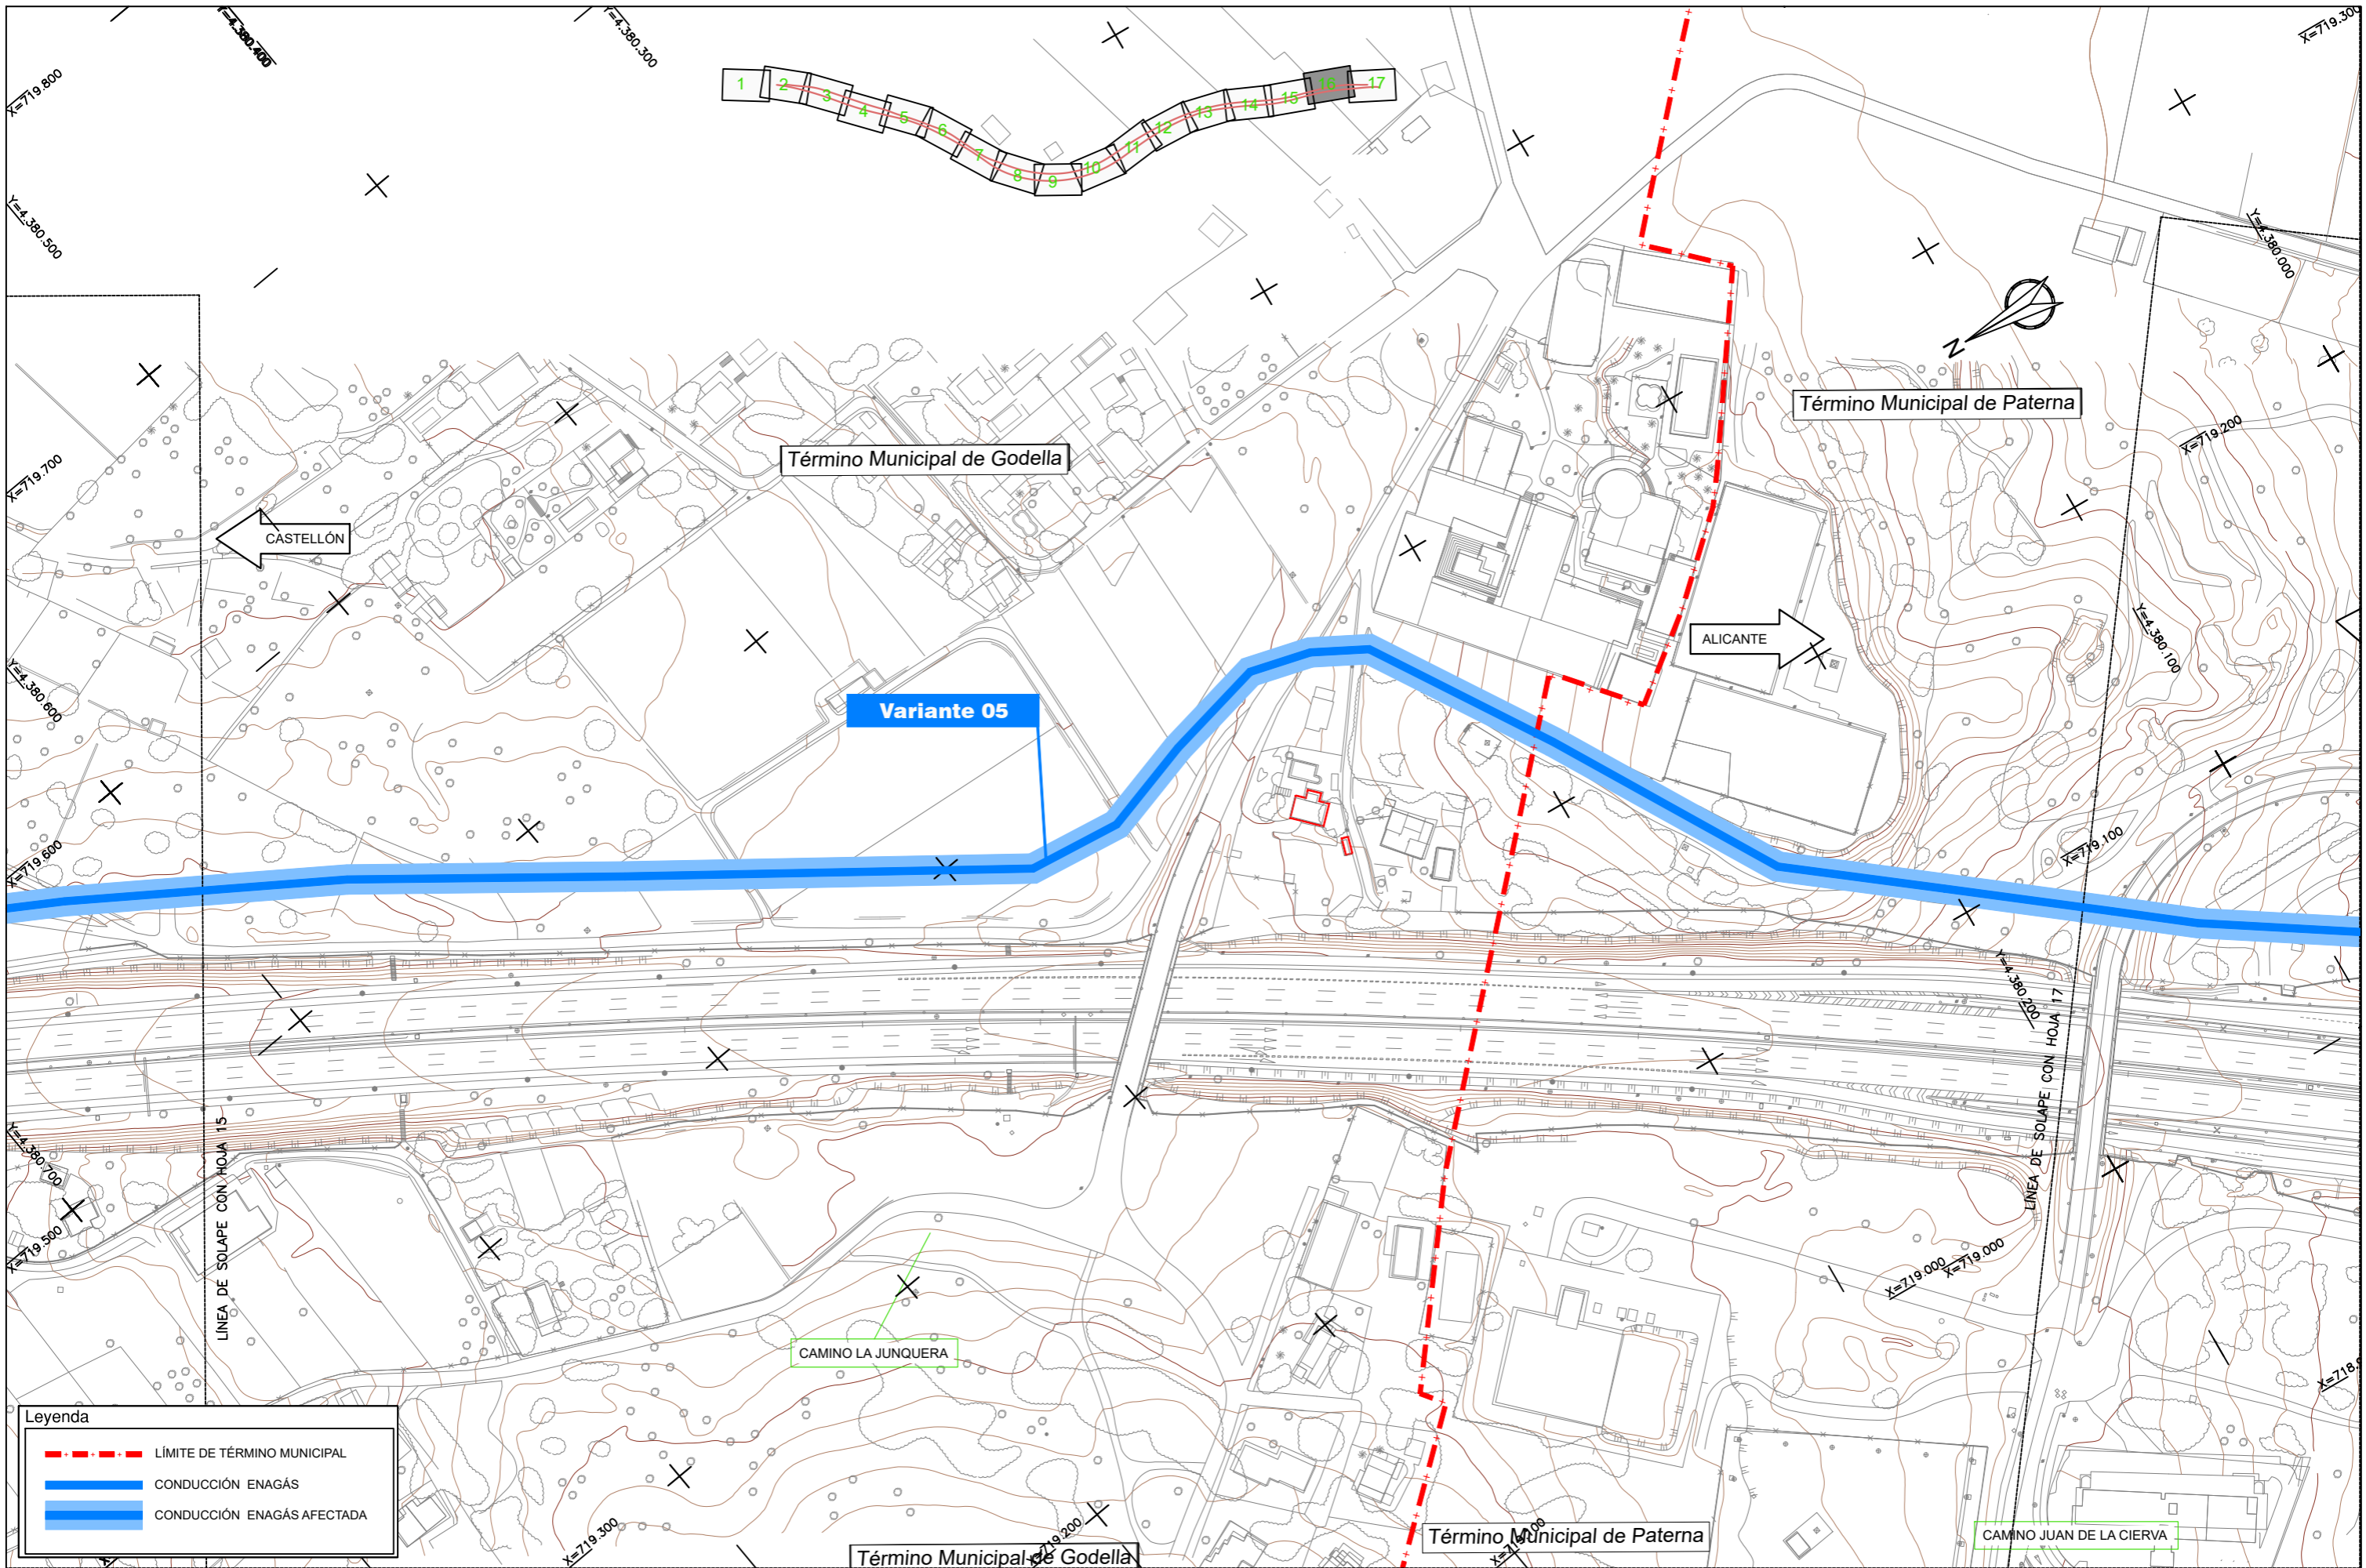 Y=4.380.400
Y=4.380.300
X=719.300
X=719.800
1
2
3
4
5
6
7
8
9
10
11
12
13
14
15
16
17
Y=4.380.500
Y=4.380.000
N
Término Municipal de Paterna
X=719.200
Término Municipal de Godella
X=719.700
CASTELLÓN
ALICANTE
Y=4.380.100
Y=4.380.600
Variante 05
X=719.600
X=719.100
Y=4.380.200
LÍNEA DE SOLAPE CON HOJA 17
LÍNEA DE SOLAPE CON HOJA 15
Y=4.380.700
X=719.500
X=719.000
X=719.000
CAMINO LA JUNQUERA
Leyenda
LÍMITE DE TÉRMINO MUNICIPAL
CONDUCCIÓN ENAGÁS
CONDUCCIÓN ENAGÁS AFECTADA
X=719.300
X=719.200
Término Municipal de Godella
Término Municipal de Paterna
X=719.100
CAMINO JUAN DE LA CIERVA